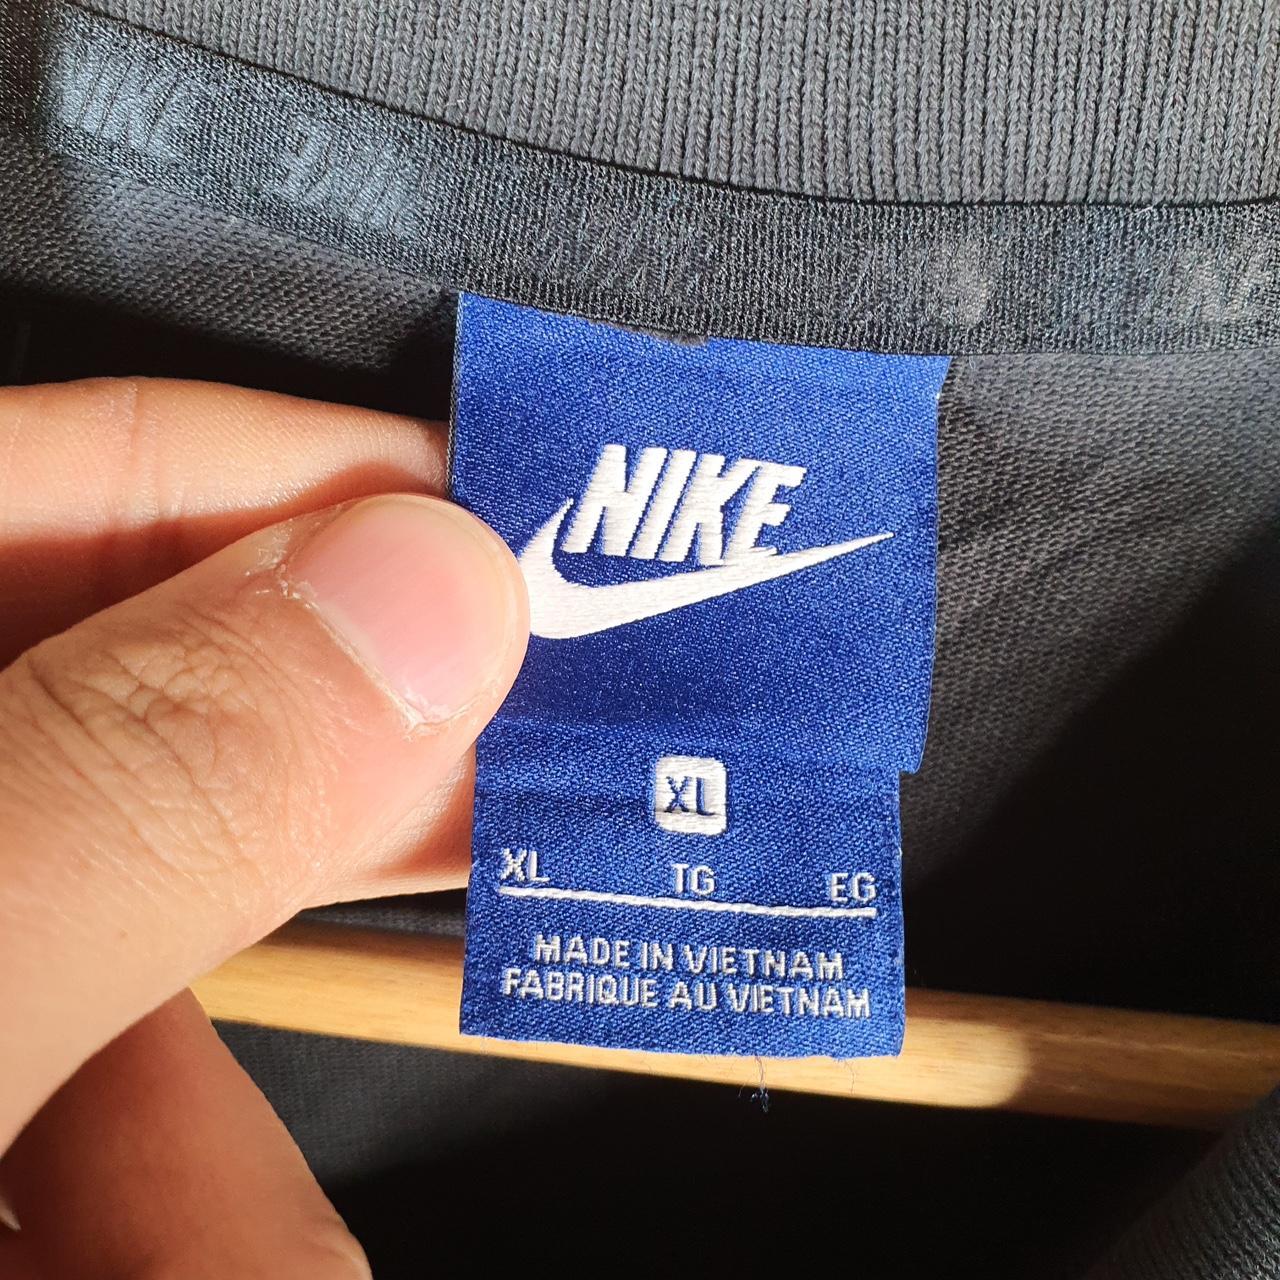 NIKE
XL
XL TG EG
MADE IN VIETNAM
FABRIQUE AU VIETNAM